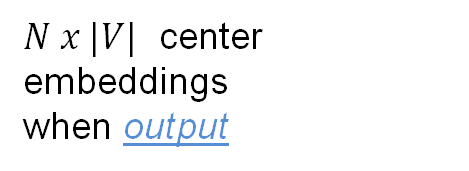 N x |V| center
embeddings
when output